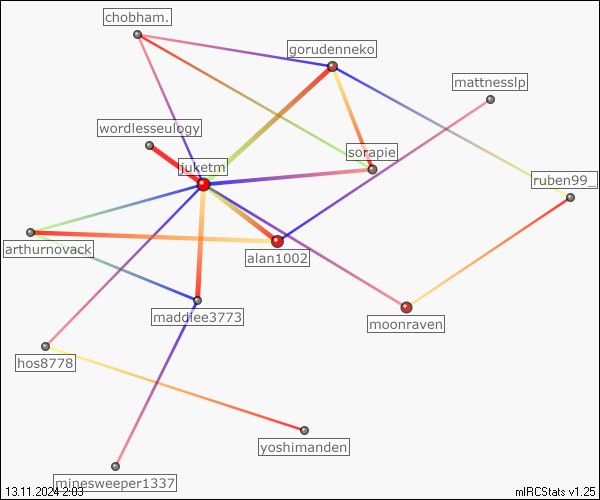 chobham.
gorudenneko
mattnesslp
wordlesseulogy
sorapie
juketn
ruben99_
arthurnovack
alan1002
maddiee3773
moonraven
hos8778
yoshimanden
minesweeper1337
13.11.2024 2:03
mIRCStats v1.25